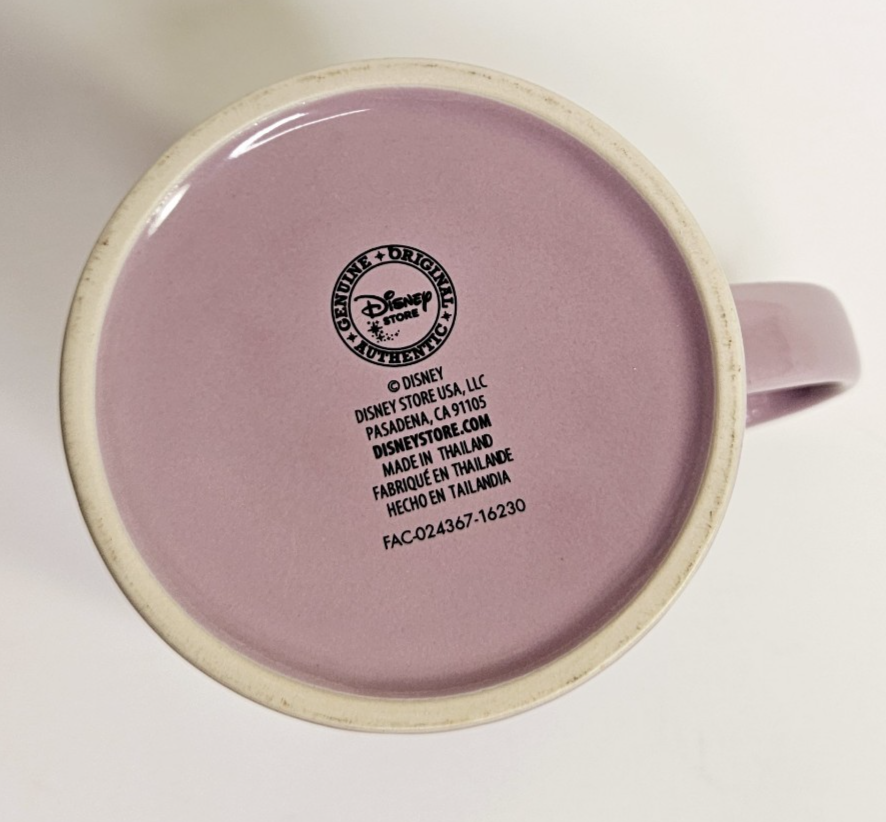 GENUINE ORIGINAL
Disney
STORE
AUTHENTIC
© DISNEY
DISNEY STORE USA, LLC
PASADENA, CA 91105
DISNEYSTORE.COM
MADE IN THAILAND
FABRIQUÉ EN THAILANDE
HECHO EN TAILANDIA
FAC-024367-16230